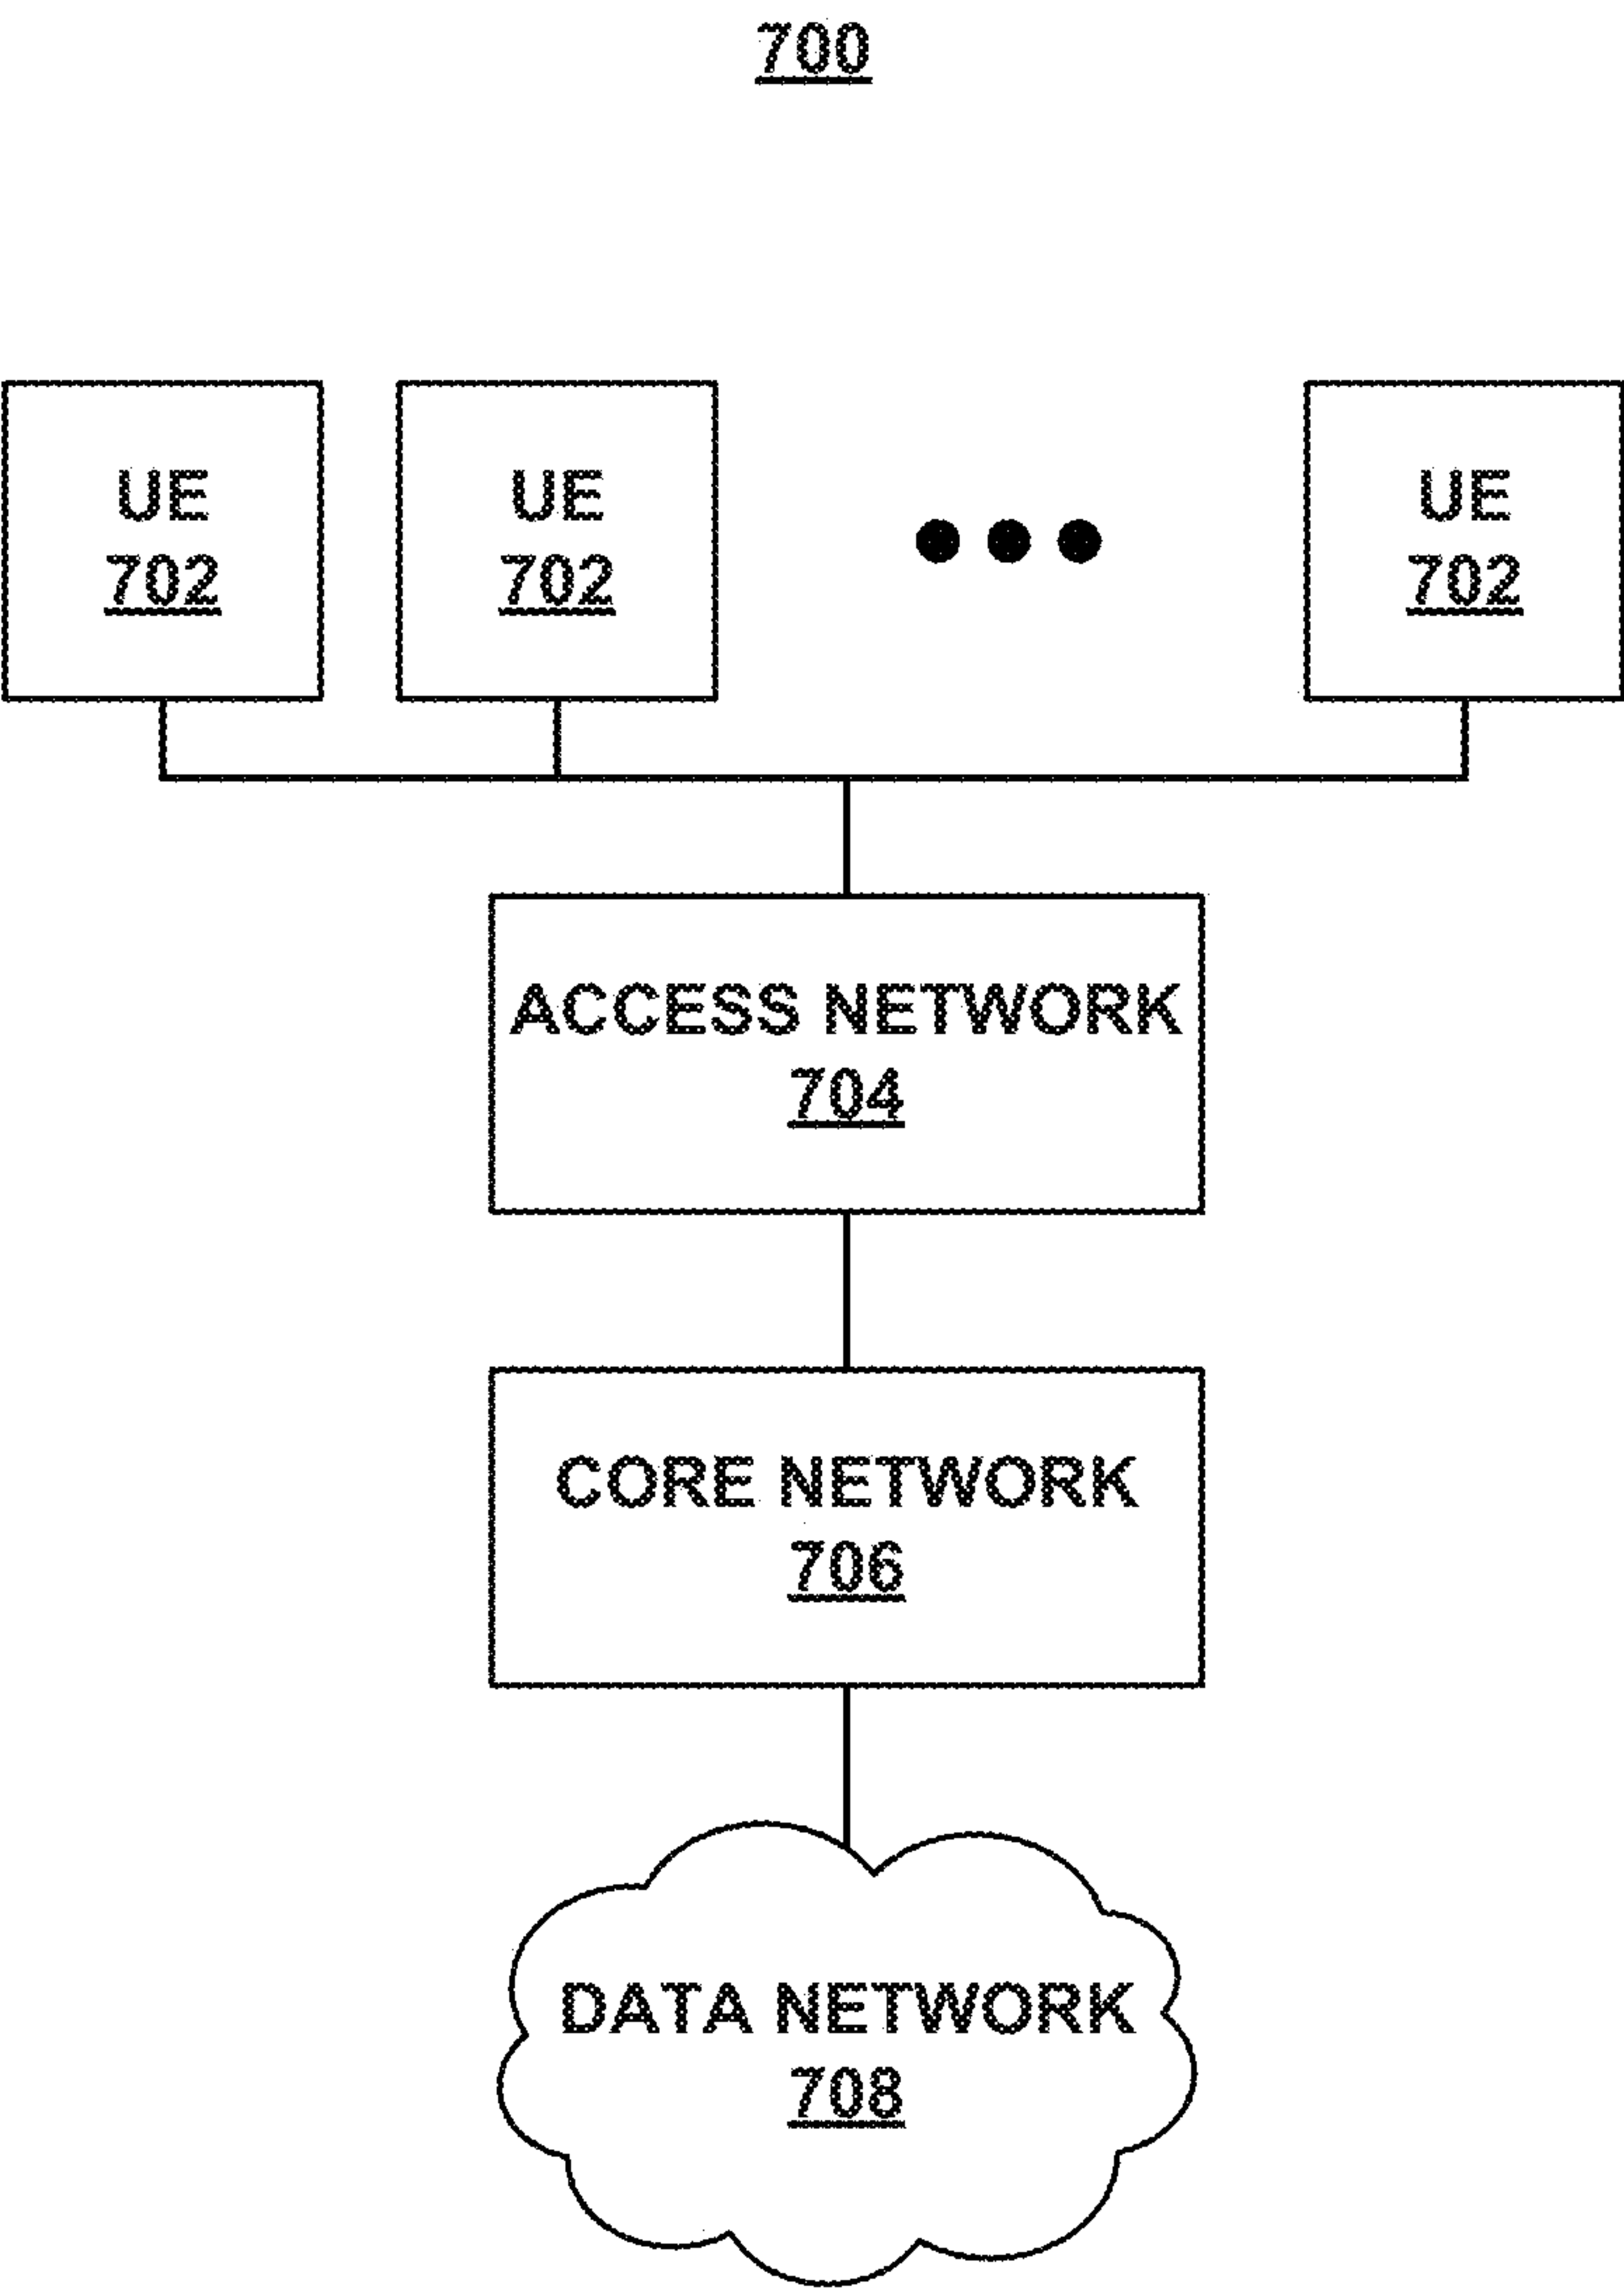 700
UE
702
UE
702
UE
702
ACCESS NETWORK
704
CORE NETWORK
706
DATA NETWORK
708